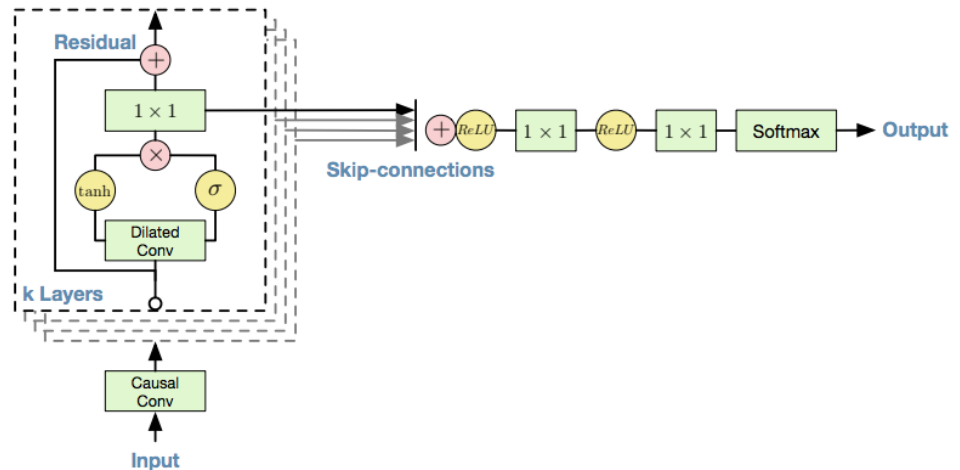 Residual
+
1 × 1
×
tanh
σ
Dilated
Conv
k Layers
Causal
Conv
Input
Skip-connections
+
ReLU
1 × 1
ReLU
1 × 1
Softmax
Output